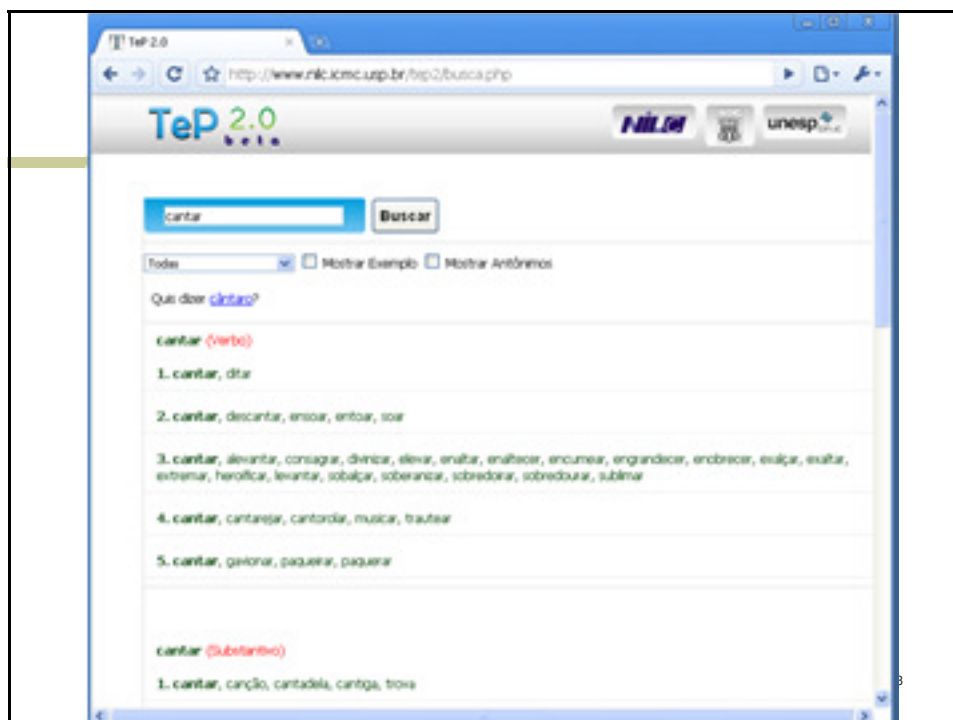 TeP 2.0
http://www.nilc.icmc.usp.br/tep2/busca.php
TeP 2.0
beta
NILC
unesp
cantar
Buscar
Todas
Mostrar Exemplo
Mostrar Antônimos
Quis dizer cântaro?
cantar (Verbo)
1. cantar, ditar
2. cantar, descantar, ensoar, entoar, soar
3. cantar, alevantar, consagrar, divinizar, elevar, enaltar, enaltecer, encumear, engrandecer, enobrecer, exalçar, exaltar,
extremar, heroificar, levantar, sobalçar, soberanizar, sobredorar, sobredourar, sublimar
4. cantar, cantarejar, cantarolar, musicar, trautear
5. cantar, gavionar, paqueirar, paquerar
cantar (Substantivo)
1. cantar, canção, cantadela, cantiga, trova